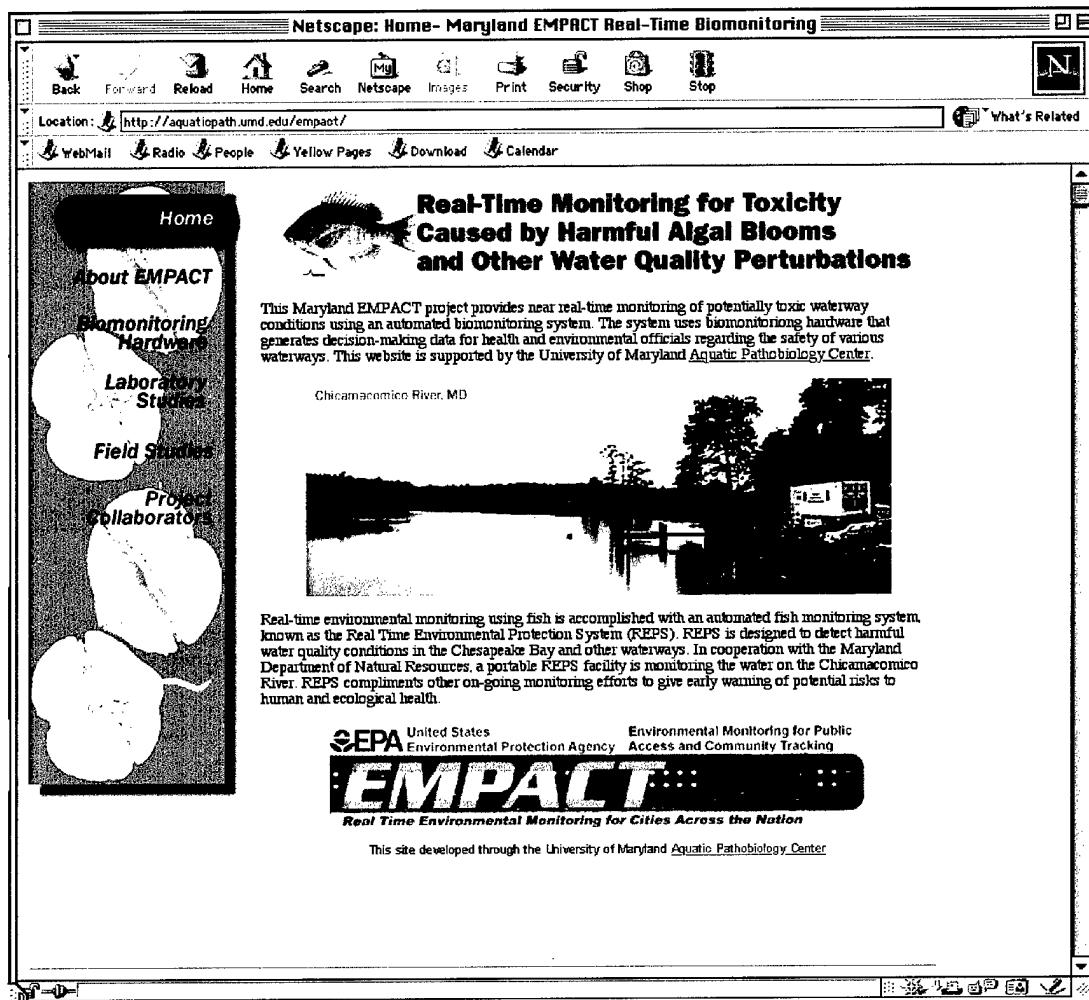 Netscape: Home- Maryland EMPACT Real-Time Biomonitoring
Back Forward Reload Home Search Netscape Images Print Security Shop Stop
My
N
Location: http://aquaticpath.umd.edu/empact/ What's Related
WebMail Radio People Yellow Pages Download Calendar
Home
About EMPACT
Biomonitoring
Hardware
Laboratory
Studies
Field Studies
Project
Collaborators
Real-Time Monitoring for Toxicity
Caused by Harmful Algal Blooms
and Other Water Quality Perturbations
This Maryland EMPACT project provides near real-time monitoring of potentially toxic waterway
conditions using an automated biomonitoring system. The system uses biomonitoriong hardware that
generates decision-making data for health and environmental officials regarding the safety of various
waterways. This website is supported by the University of Maryland Aquatic Pathobiology Center.
Chicamacomico River, MD
Real-time environmental monitoring using fish is accomplished with an automated fish monitoring system,
known as the Real Time Environmental Protection System (REPS). REPS is designed to detect harmful
water quality conditions in the Chesapeake Bay and other waterways. In cooperation with the Maryland
Department of Natural Resources, a portable REPS facility is monitoring the water on the Chicamacomico
River. REPS compliments other on-going monitoring efforts to give early warning of potential risks to
human and ecological health.
EPA United States
Environmental Protection Agency
Environmental Monitoring for Public
Access and Community Tracking
EMPACT
Real Time Environmental Monitoring for Cities Across the Nation
This site developed through the University of Maryland Aquatic Pathobiology Center